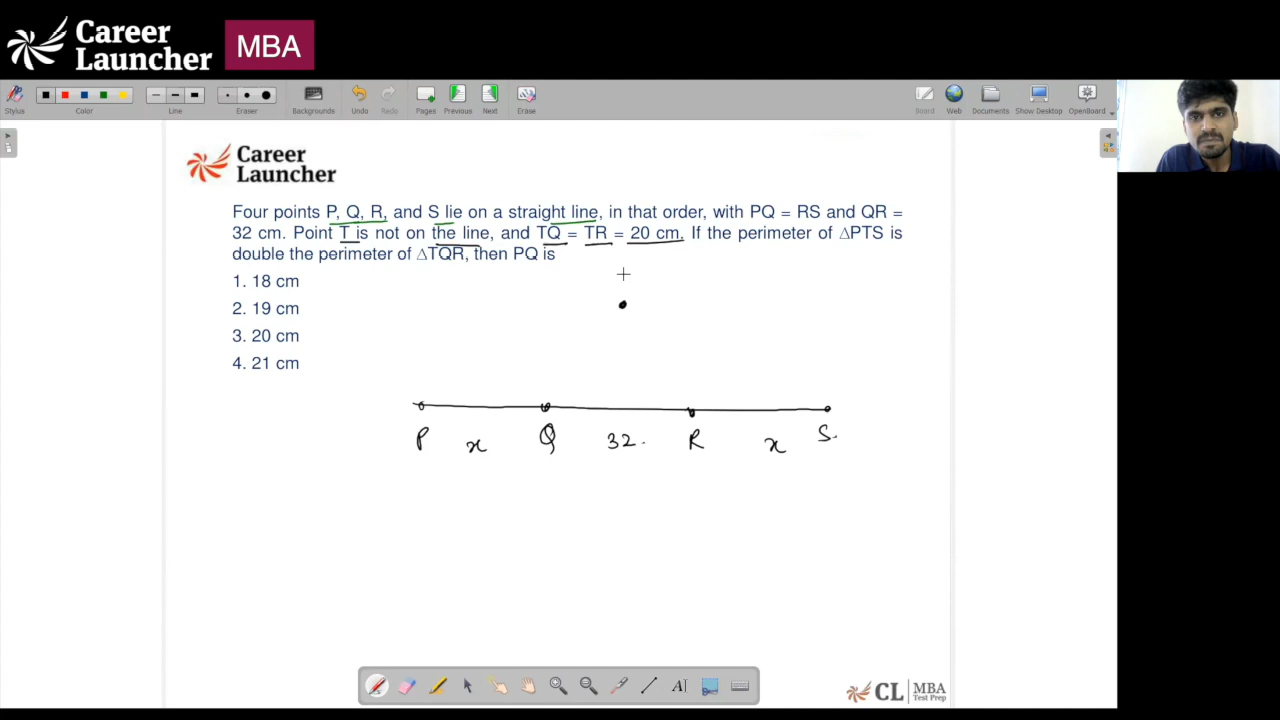 Career
Launcher
MBA
Stylus
Color
Line
Eraser
Backgrounds
Undo
Redo
Pages
Previous
Next
Erase
Board
Web
Documents
Show Desktop
OpenBoard
Career
Launcher
Four points P, Q, R, and S lie on a straight line, in that order, with PQ = RS and QR =
32 cm. Point T is not on the line, and TQ = TR = 20 cm. If the perimeter of ∆PTS is
double the perimeter of ∆TQR, then PQ is
1. 18 cm
2. 19 cm
3. 20 cm
4. 21 cm
P x Q 32. R x S.
CL MBA
Test Prep